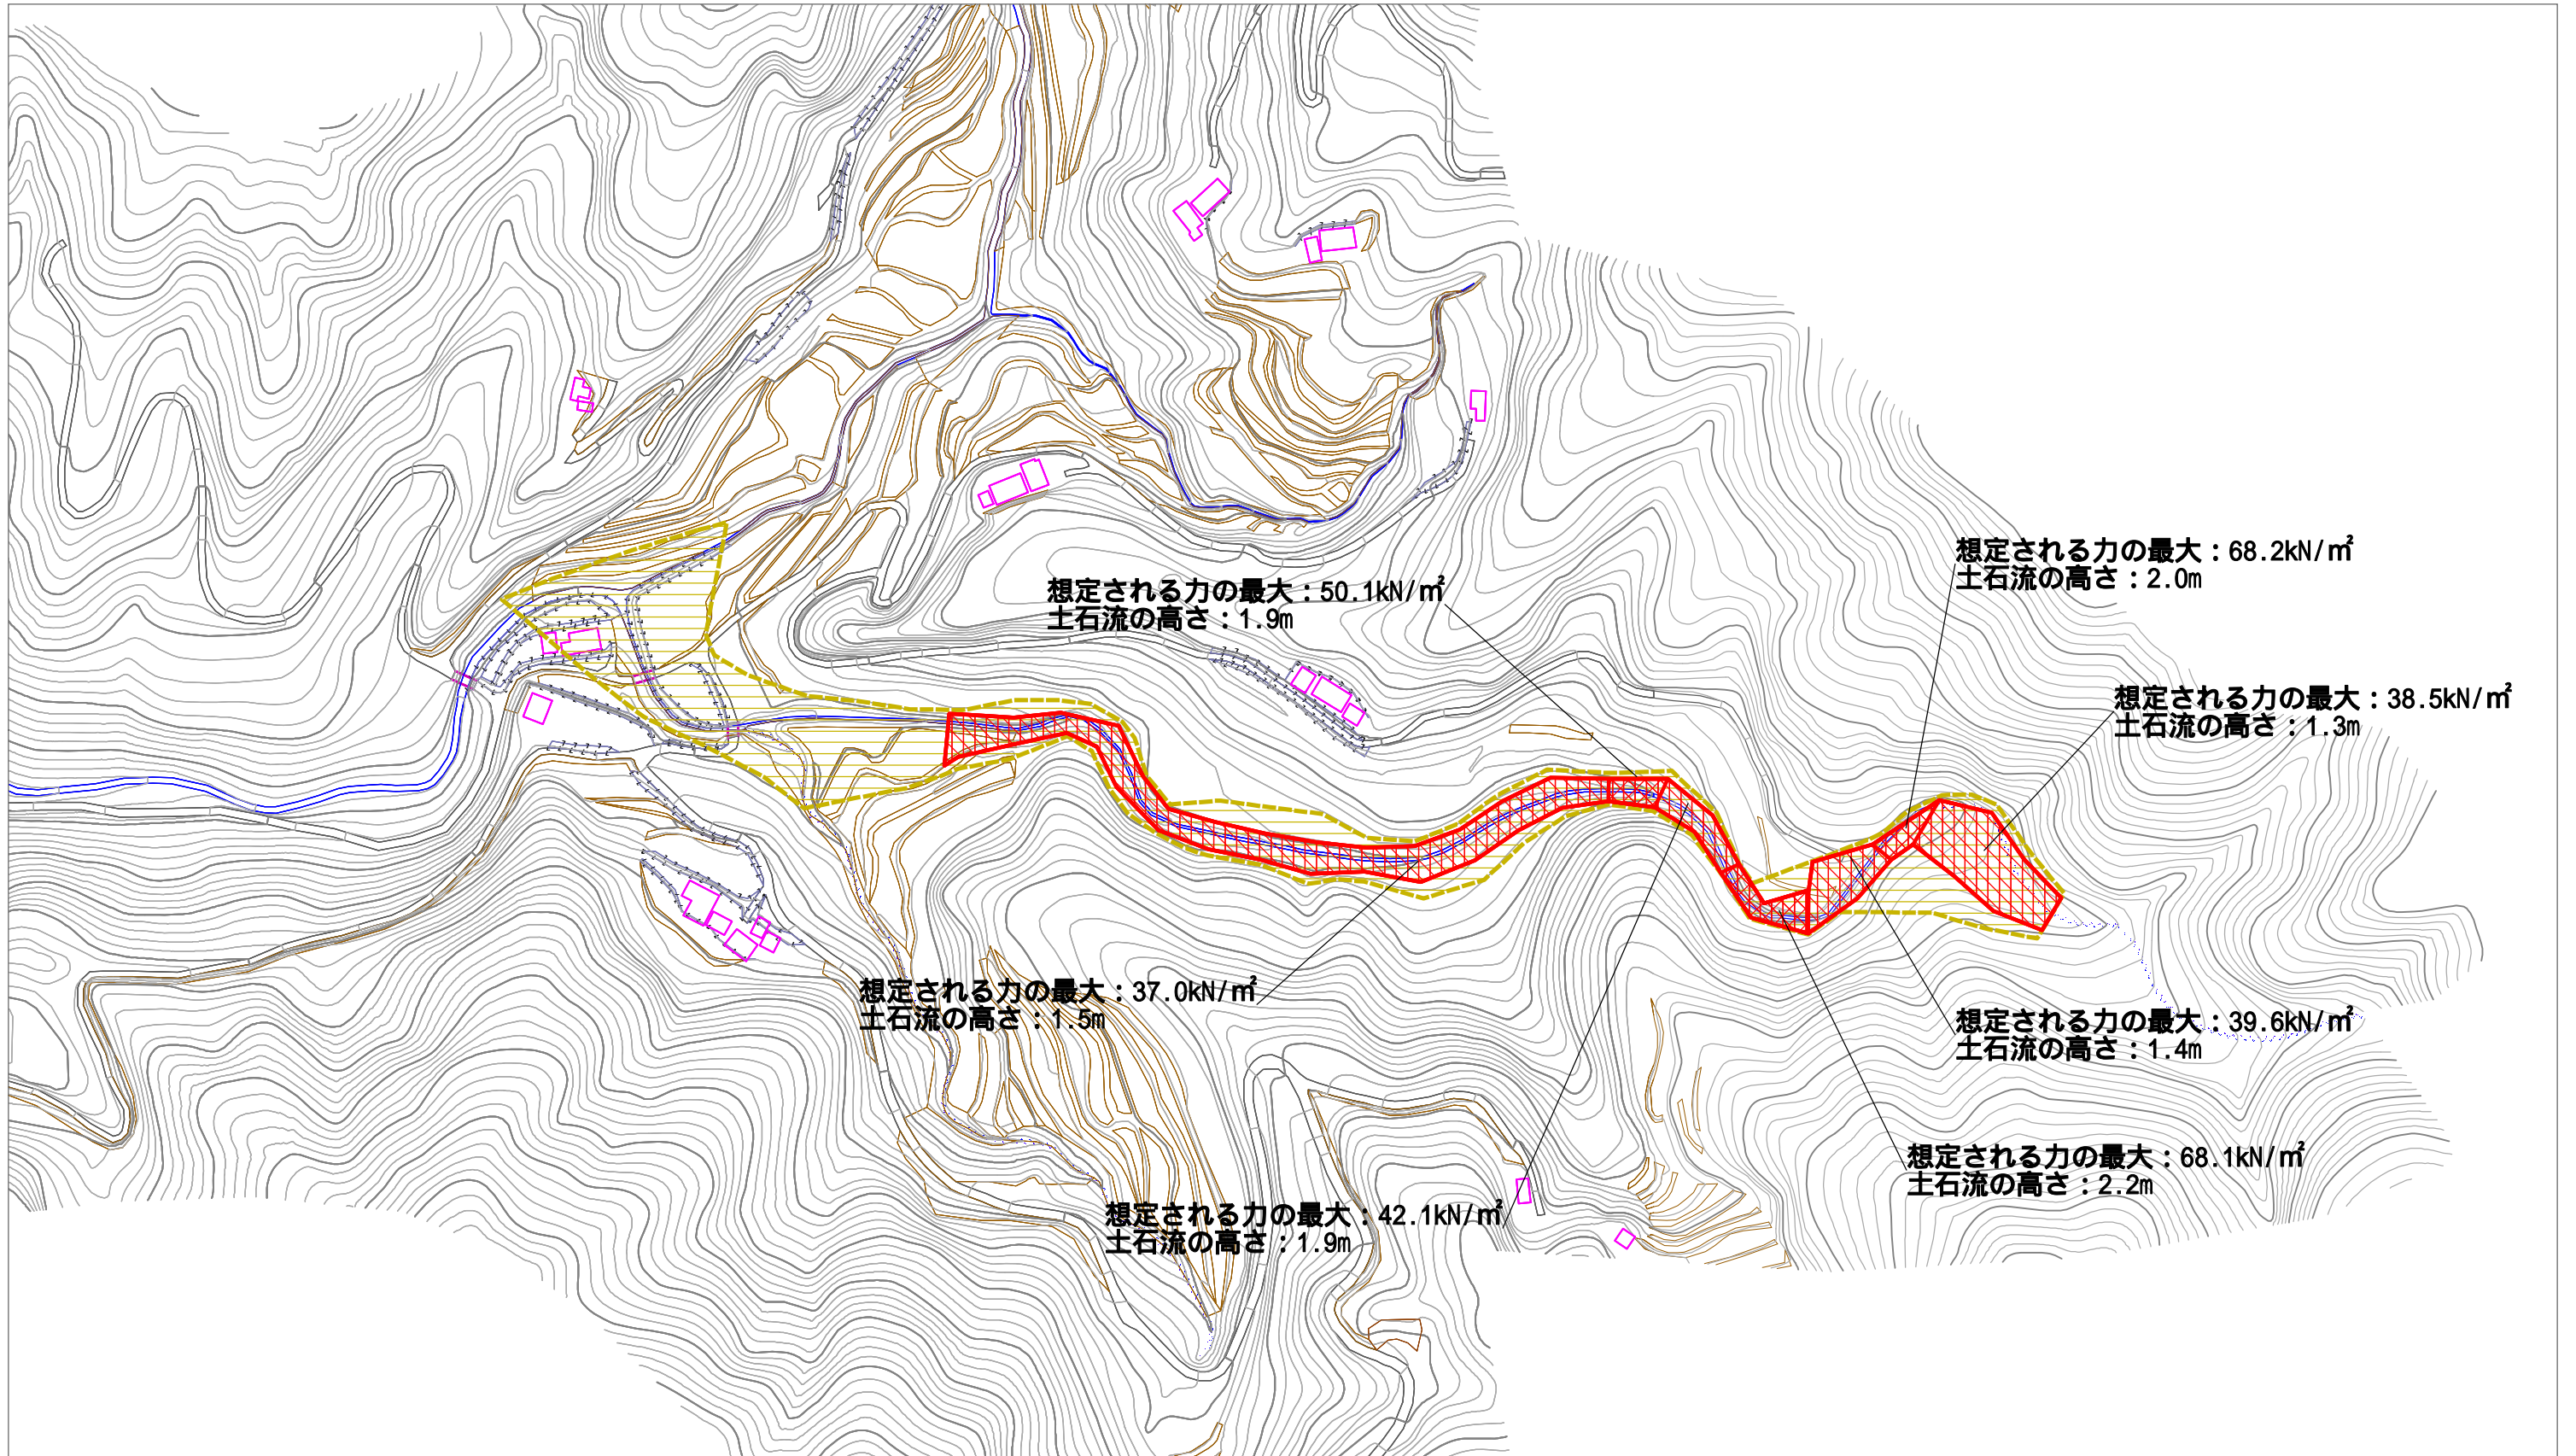 想定される力の最大：68.2kN/㎡
土石流の高さ：2.0m
想定される力の最大：50.1kN/㎡
土石流の高さ：1.9m
想定される力の最大：38.5kN/㎡
土石流の高さ：1.3m
想定される力の最大：37.0kN/㎡
土石流の高さ：1.5m
想定される力の最大：39.6kN/㎡
土石流の高さ：1.4m
想定される力の最大：68.1kN/㎡
土石流の高さ：2.2m
想定される力の最大：42.1kN/㎡
土石流の高さ：1.9m